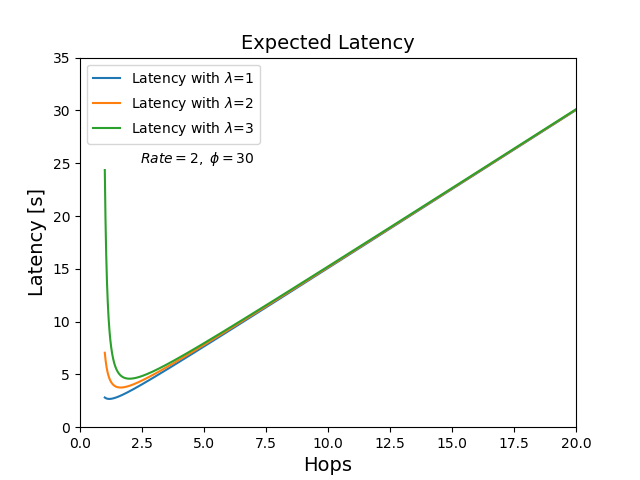 Expected Latency
Latency [s]
35
30
25
20
15
10
5
0
Latency with λ=1
Latency with λ=2
Latency with λ=3
Rate = 2, ϕ = 30
0.0 2.5 5.0 7.5 10.0 12.5 15.0 17.5 20.0
Hops